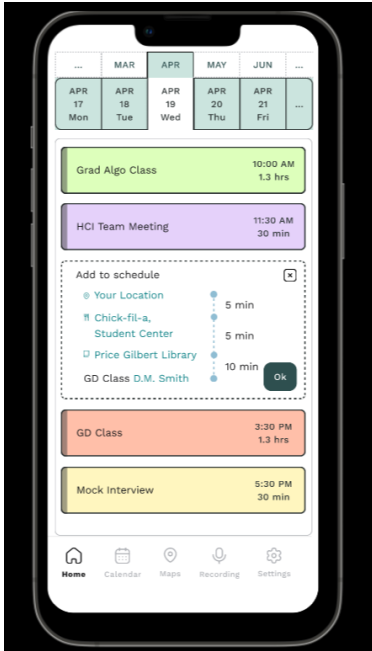 ... MAR APR MAY JUN ...
APR APR APR APR APR
17 18 19 20 21 ...
Mon Tue Wed Thu Fri
Grad Algo Class 10:00 AM
1.3 hrs
HCI Team Meeting 11:30 AM
30 min
Add to schedule
Your Location
5 min
Chick-fil-a,
Student Center
5 min
Price Gilbert Library
10 min
GD Class D.M. Smith
Ok
GD Class 3:30 PM
1.3 hrs
Mock Interview 5:30 PM
30 min
Home Calendar Maps Recording Settings